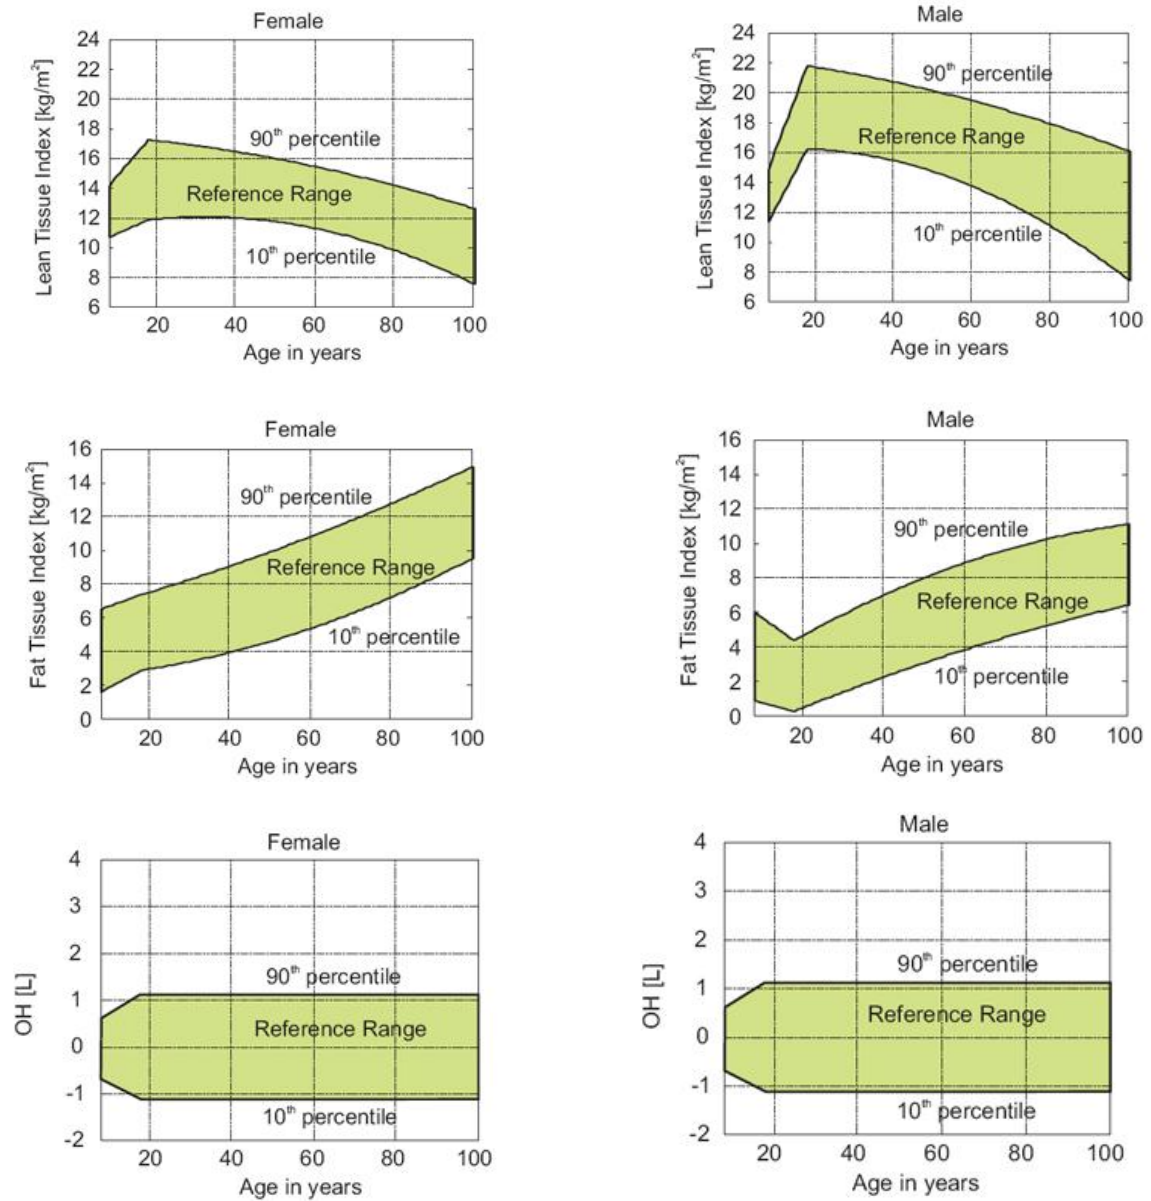 Female
Lean Tissue Index [kg/m²]
24
22
20
18
16
14
12
10
8
6
90th percentile
Reference Range
10th percentile
20 40 60 80 100
Age in years
Male
Lean Tissue Index [kg/m²]
24
22
20
18
16
14
12
10
8
6
90th percentile
Reference Range
10th percentile
20 40 60 80 100
Age in years
Female
Fat Tissue Index [kg/m²]
16
14
12
10
8
6
4
2
0
90th percentile
Reference Range
10th percentile
20 40 60 80 100
Age in years
Male
Fat Tissue Index [kg/m²]
16
14
12
10
8
6
4
2
0
90th percentile
Reference Range
10th percentile
20 40 60 80 100
Age in years
Female
OH [L]
4
3
2
1
0
-1
-2
90th percentile
Reference Range
10th percentile
20 40 60 80 100
Age in years
Male
OH [L]
4
3
2
1
0
-1
-2
90th percentile
Reference Range
10th percentile
20 40 60 80 100
Age in years